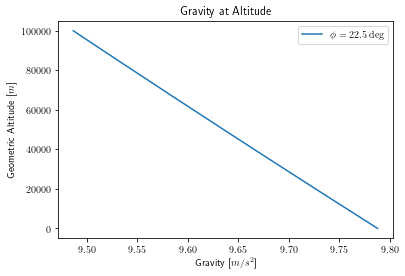 Gravity at Altitude
ϕ = 22.5 deg
Geometric Altitude [m]
100000
80000
60000
40000
20000
0
9.50 9.55 9.60 9.65 9.70 9.75 9.80
Gravity [m/s²]